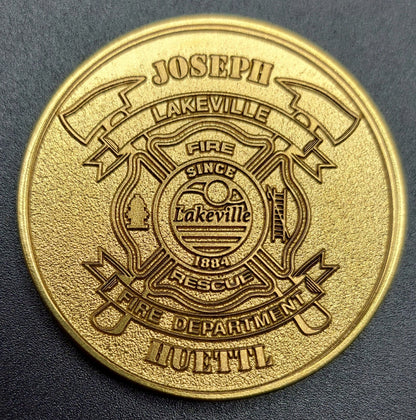 JOSEPH
LAKEVILLE
FIRE
SINCE
Lakeville
1884
RESCUE
FIRE DEPARTMENT
HUETTL